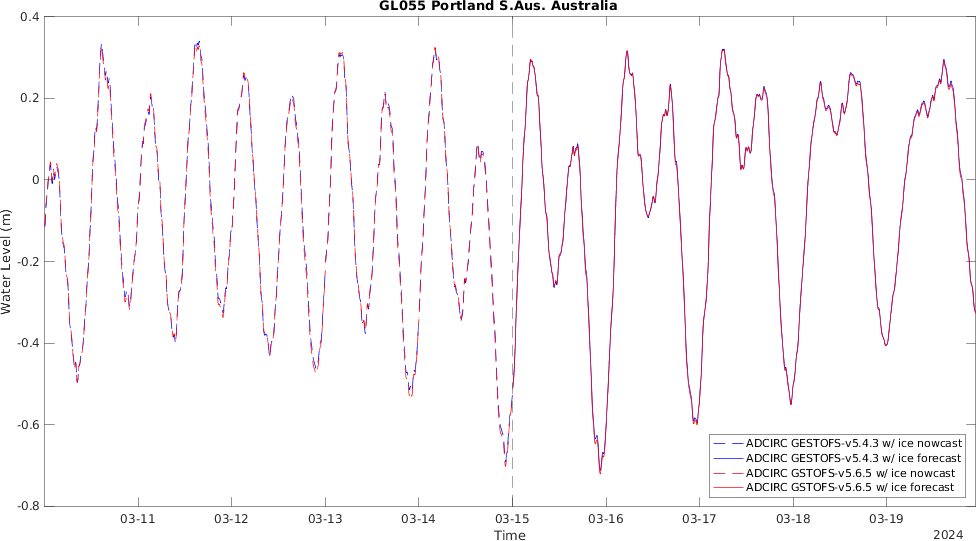 GL055 Portland S.Aus. Australia
0.4
0.2
0
-0.2
-0.4
-0.6
-0.8
Water Level (m)
03-11 03-12 03-13 03-14 03-15 03-16 03-17 03-18 03-19
Time
2024
ADCIRC GESTOFS-v5.4.3 w/ ice nowcast
ADCIRC GESTOFS-v5.4.3 w/ ice forecast
ADCIRC GSTOFS-v5.6.5 w/ ice nowcast
ADCIRC GSTOFS-v5.6.5 w/ ice forecast